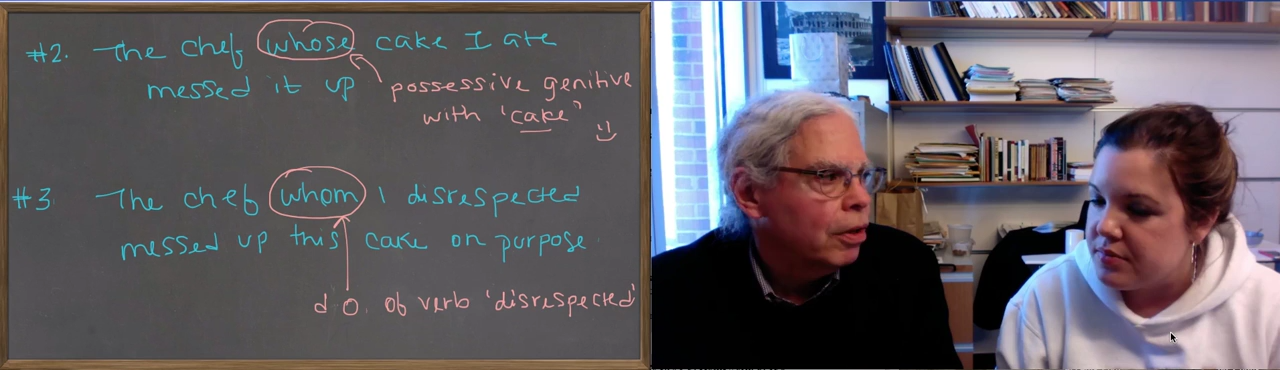 #2. The chef whose cake I ate
messed it up
possessive genitive
with 'cake'
#3 The chef whom I disrespected
messed up this cake on purpose
d.o. of verb 'disrespected'